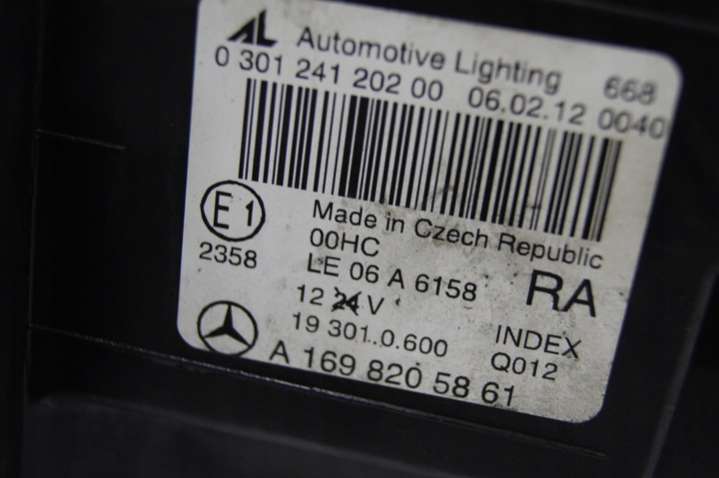 AL Automotive Lighting 668
0 301 241 202 00 06.02.12 0040
E1
2358
Made in Czech Republic
00HC
LE 06 A 6158
RA
12 24 V
19 301..0.600
INDEX
Q012
A 169 820 58 61